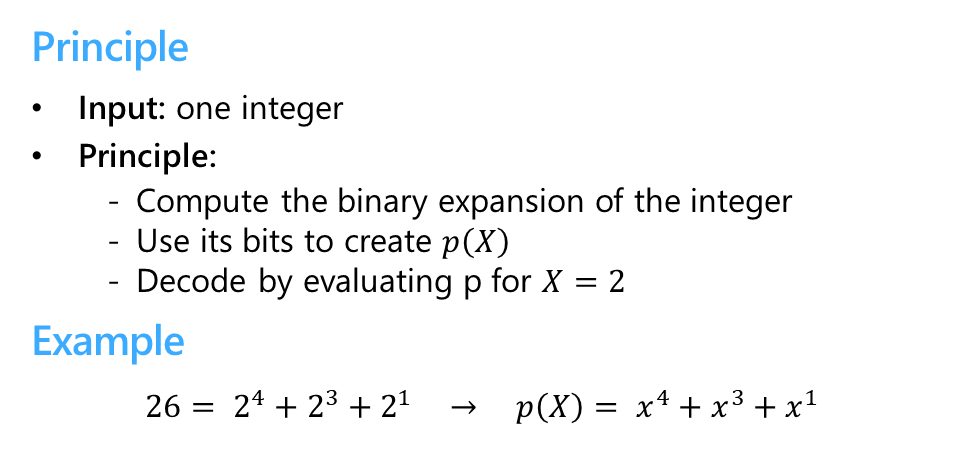 Principle
• Input: one integer
• Principle:
- Compute the binary expansion of the integer
- Use its bits to create p(X)
- Decode by evaluating p for X = 2
Example
26 = 2⁴ + 2³ + 2¹ → p(X) = x⁴ + x³ + x¹